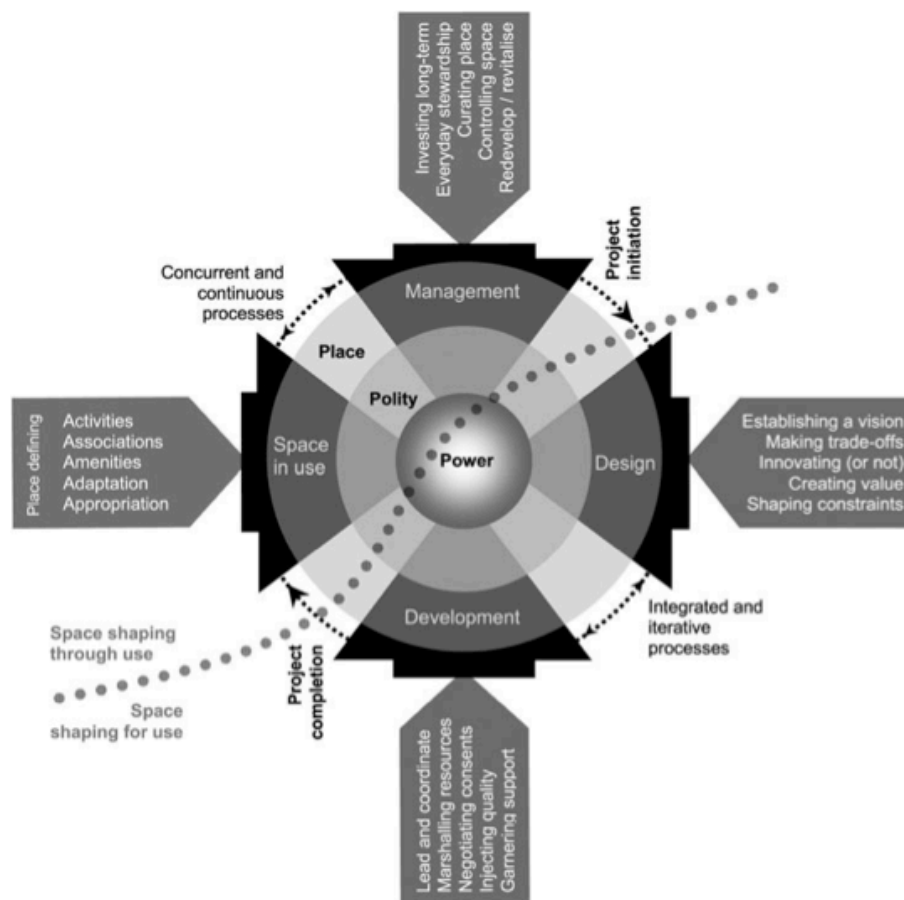 Investing long-term
Everyday stewardship
Curating place
Controlling space
Redevelop / revitalise
Project
initiation
Concurrent and
continuous
processes
Management
Place
Polity
Power
Space
in use
Design
Development
Place defining
Activities
Associations
Amenities
Adaptation
Appropriation
Establishing a vision
Making trade-offs
Innovating (or not)
Creating value
Shaping constraints
Integrated and
iterative
processes
Project
completion
Space shaping
through use
Space
shaping for use
Lead and coordinate
Marshalling resources
Negotiating consents
Injecting quality
Garnering support